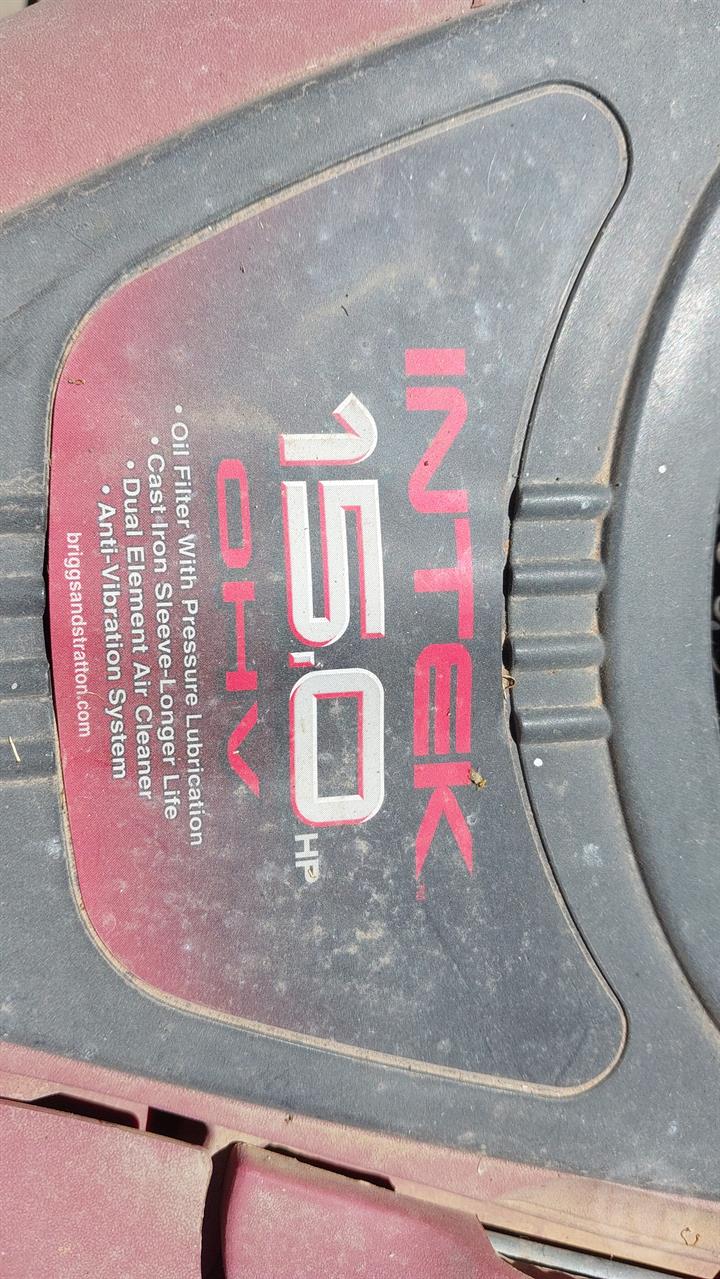 INTEK™
15.0 HP
OHV
• Oil Filter With Pressure Lubrication
• Cast-Iron Sleeve-Longer Life
• Dual Element Air Cleaner
• Anti-Vibration System
briggsandstratton.com